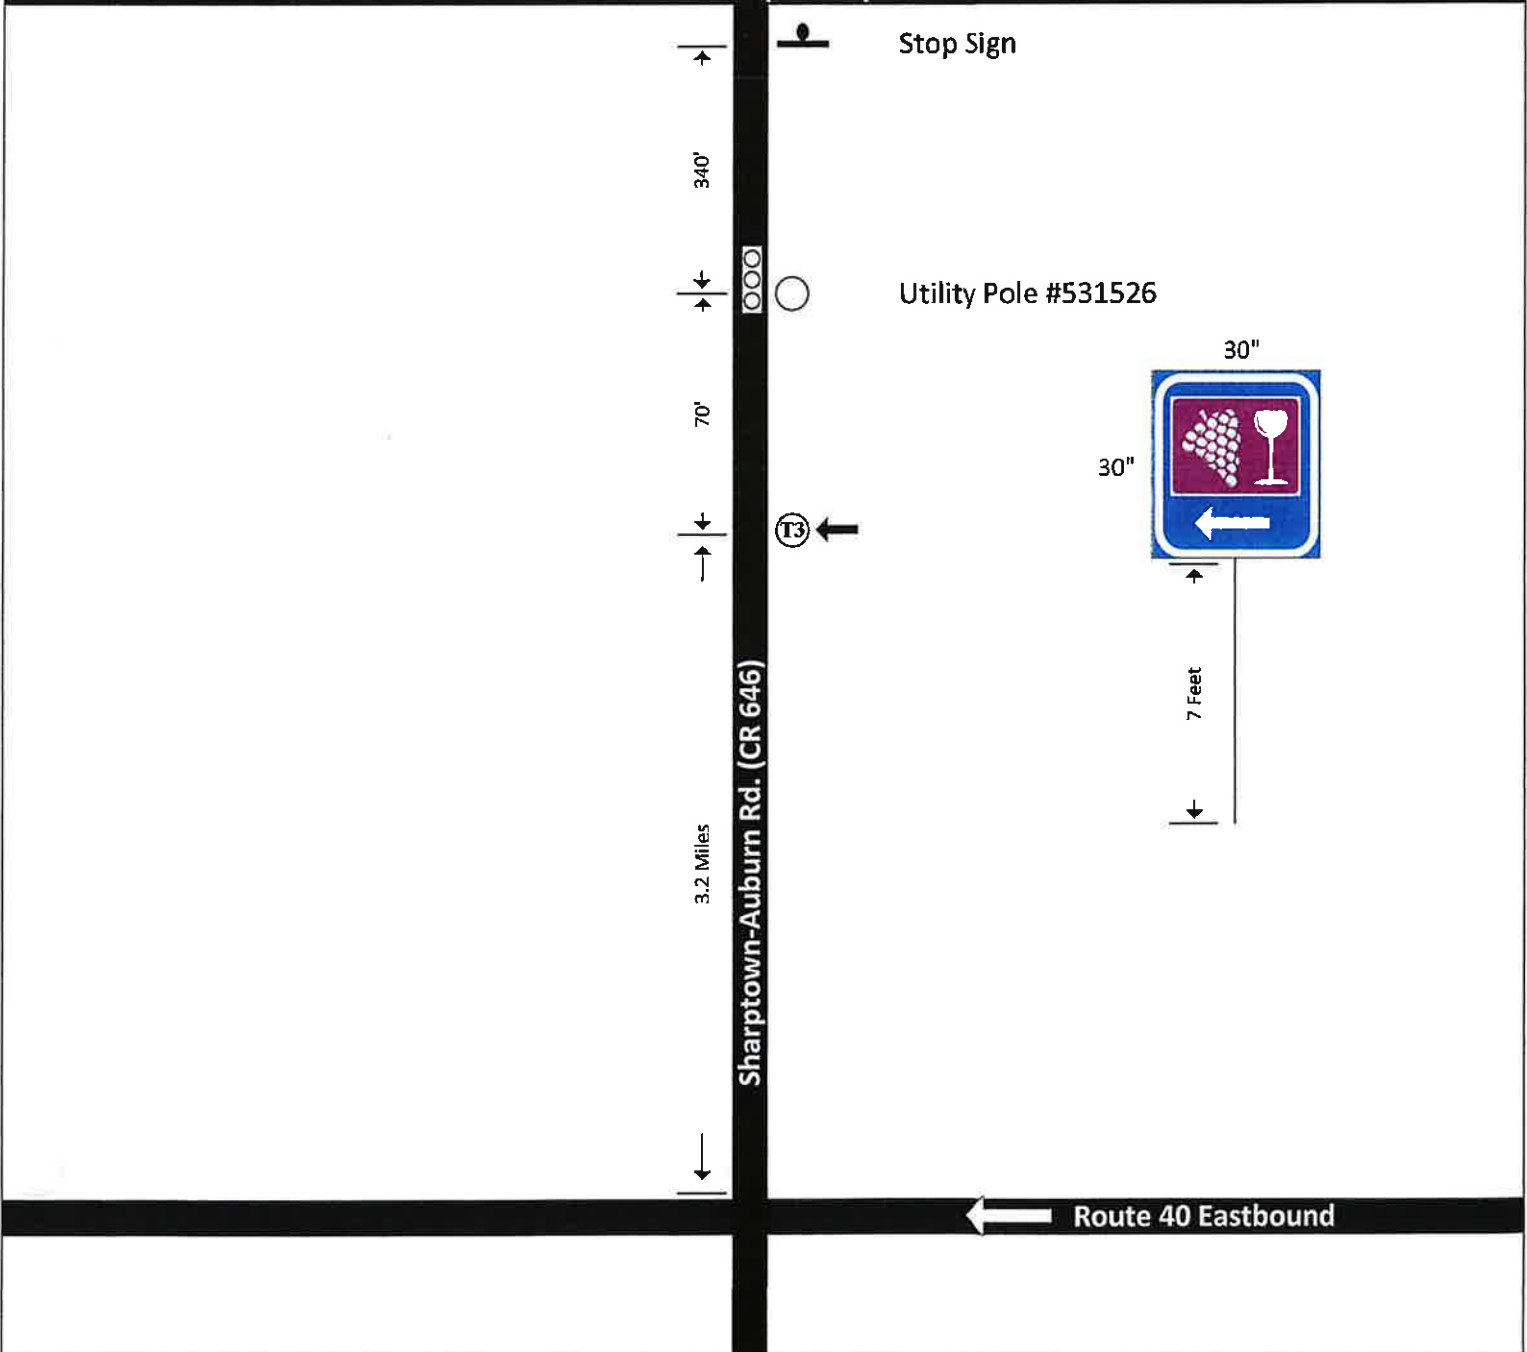 Stop Sign
340'
Utility Pole #531526
30"
70'
30"
T3
7 Feet
Sharptown-Auburn Rd. (CR 646)
3.2 Miles
Route 40 Eastbound